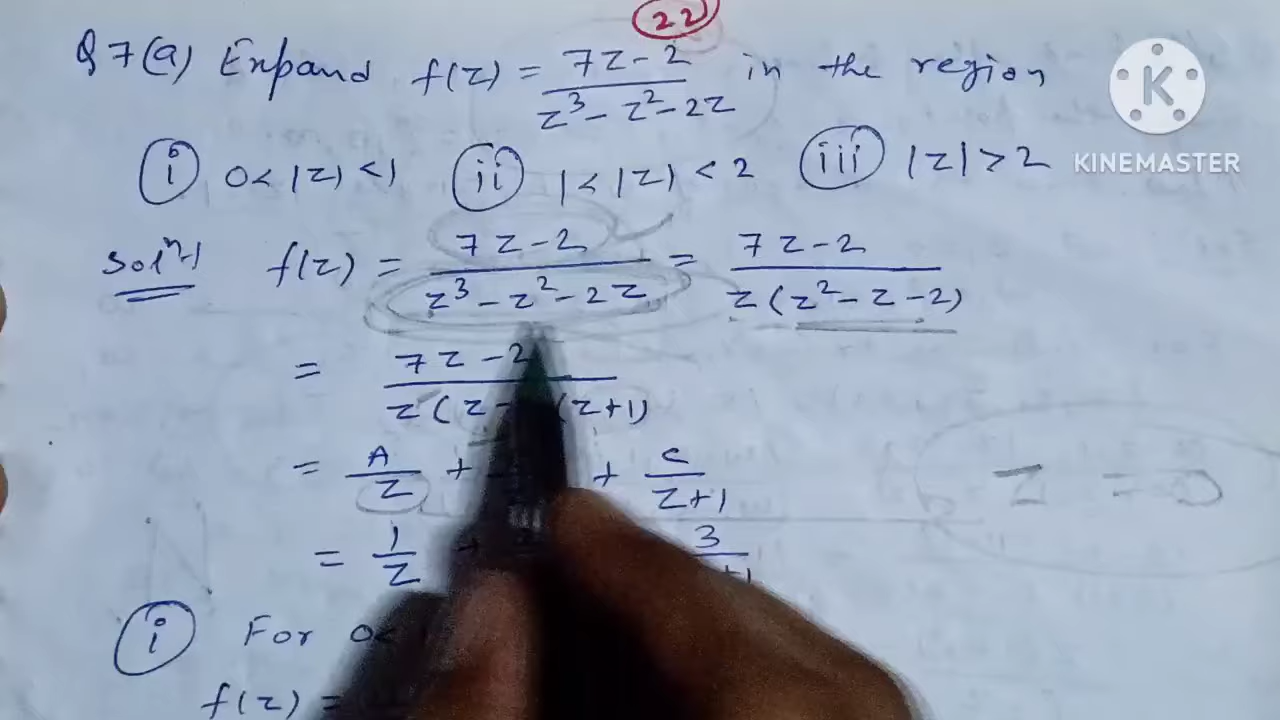 22
Q7(a) Expand f(z) = 7z-2 / z³-z²-2z in the region
(i) 0<|z|<1 (ii) 1<|z|<2 (iii) |z|>2
KINEMASTER
Solⁿ:- f(z) = 7z-2 / z³-z²-2z = 7z-2 / z(z²-z-2)
= 7z-2 / z(z- (z+1)
= A/z + + C/z+1
z = 0
= 1/z + 3/ +1
(i) For 0<
f(z) =